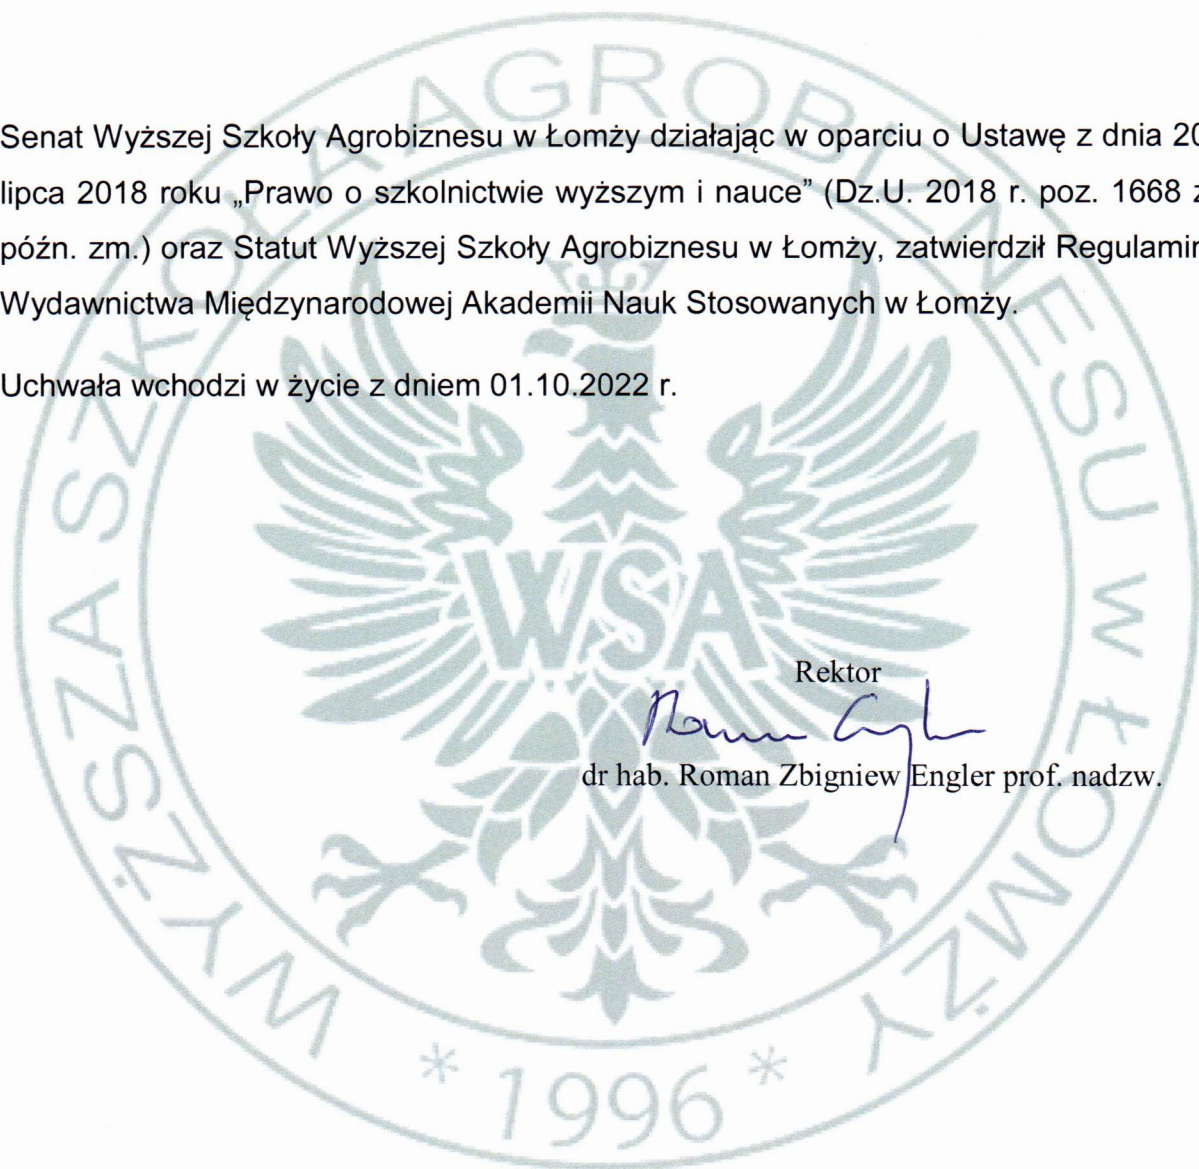 Senat Wyższej Szkoły Agrobiznesu w Łomży działając w oparciu o Ustawę z dnia 20
lipca 2018 roku „Prawo o szkolnictwie wyższym i nauce” (Dz.U. 2018 r. poz. 1668 z
późn. zm.) oraz Statut Wyższej Szkoły Agrobiznesu w Łomży, zatwierdził Regulamin
Wydawnictwa Międzynarodowej Akademii Nauk Stosowanych w Łomży.
Uchwała wchodzi w życie z dniem 01.10.2022 r.
WYŻSZA SZKOŁA AGROBIZNESU W ŁOMŻY
WSA
Rektor
dr hab. Roman Zbigniew Engler prof. nadzw.
* 1996 *